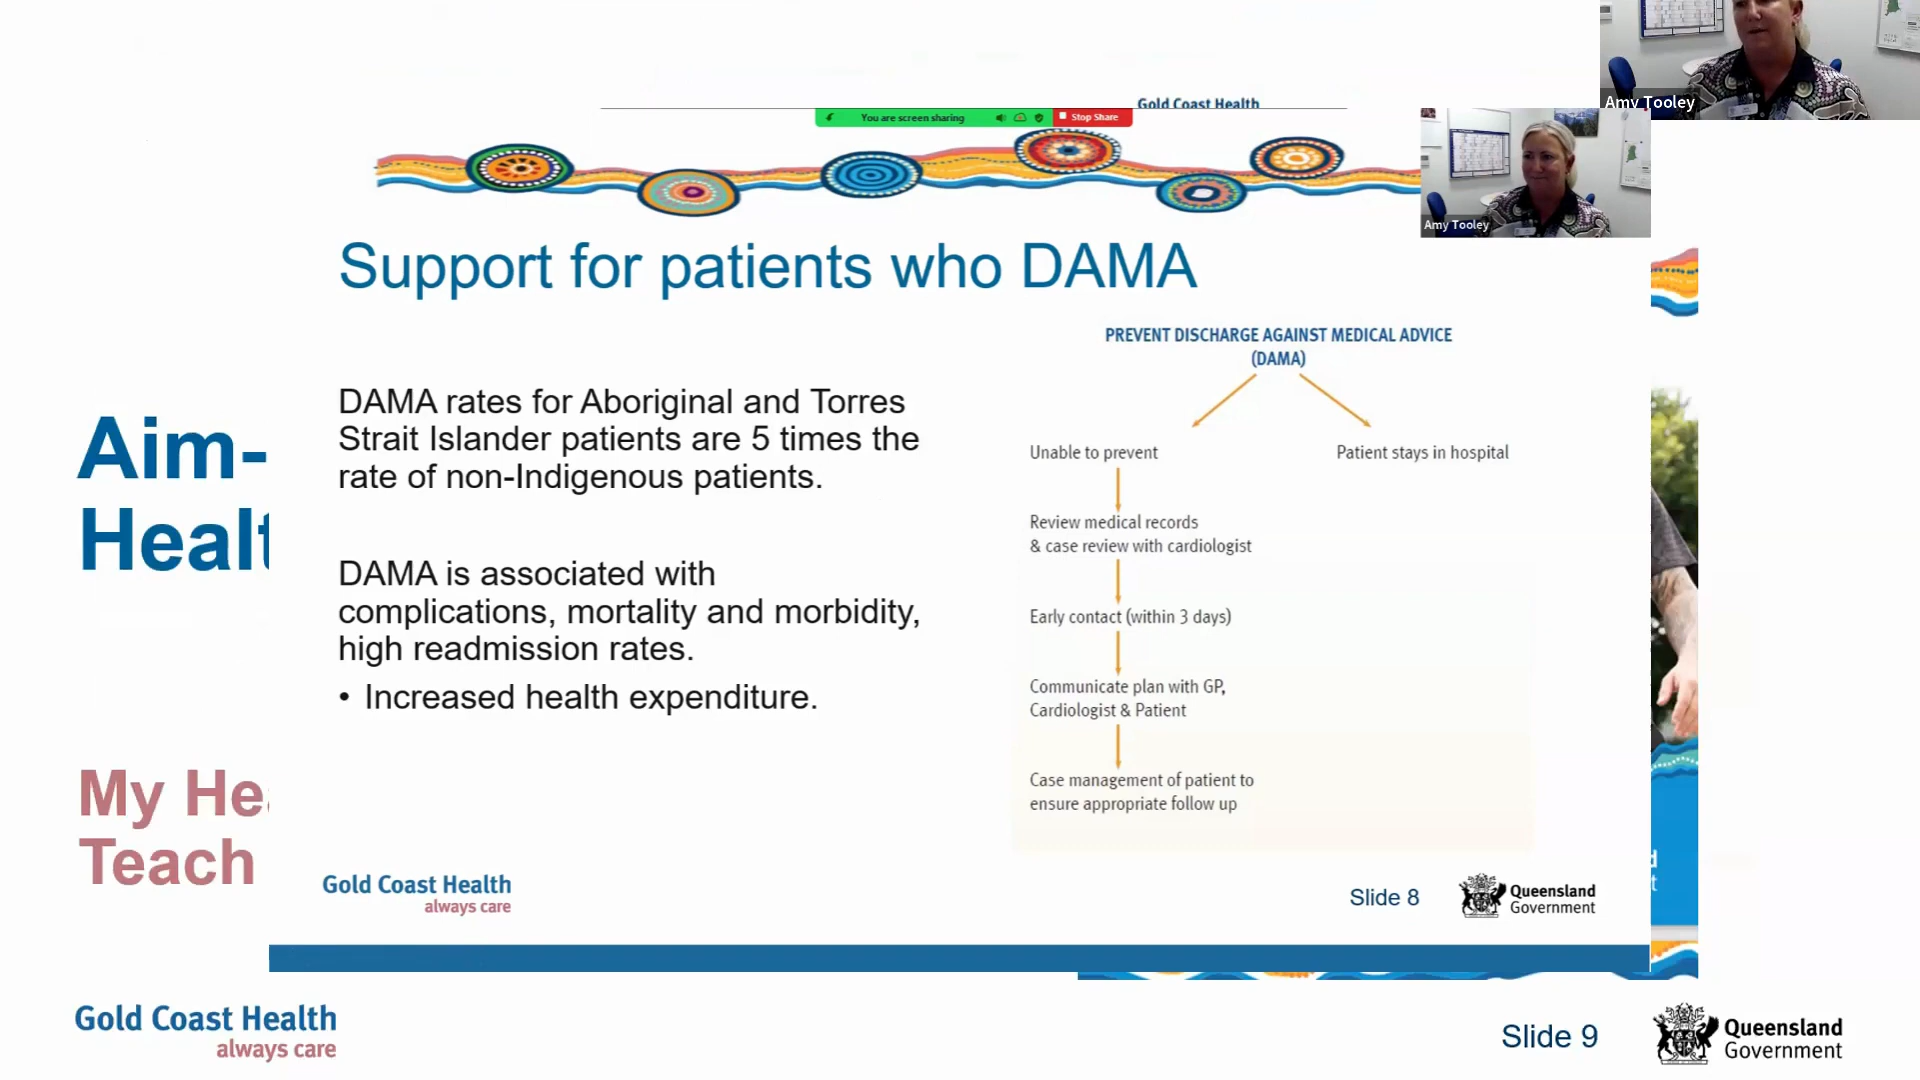 Amy Tooley
Gold Coast Health
You are screen sharing
Stop Share
Amy Tooley
Support for patients who DAMA
PREVENT DISCHARGE AGAINST MEDICAL ADVICE
(DAMA)
DAMA rates for Aboriginal and Torres
Strait Islander patients are 5 times the
rate of non-Indigenous patients.
DAMA is associated with
complications, mortality and morbidity,
high readmission rates.
• Increased health expenditure.
Unable to prevent
Patient stays in hospital
Review medical records
& case review with cardiologist
Early contact (within 3 days)
Communicate plan with GP,
Cardiologist & Patient
Case management of patient to
ensure appropriate follow up
Gold Coast Health
always care
Slide 8
Queensland
Government
Aim-
Healt
My He
Teach
Gold Coast Health
always care
Slide 9
Queensland
Government